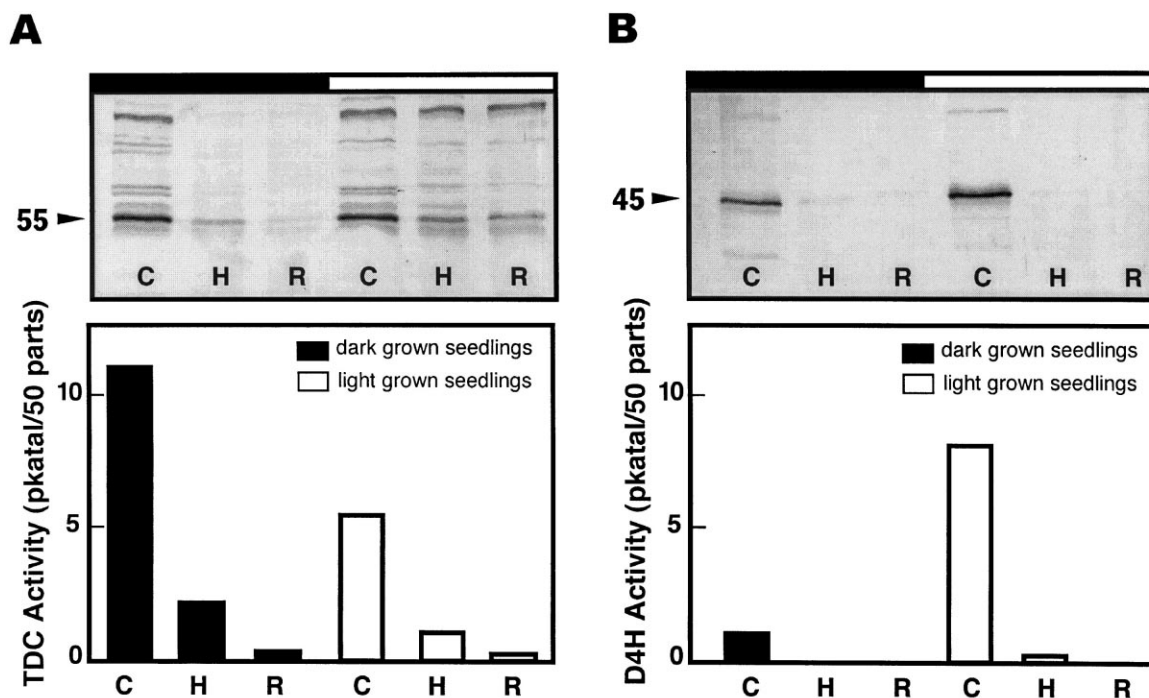 A
55
C H R C H R
TDC Activity (pkatal/50 parts)
10
5
0
dark grown seedlings
light grown seedlings
C H R C H R
B
45
C H R C H R
D4H Activity (pkatal/50 parts)
10
5
0
dark grown seedlings
light grown seedlings
C H R C H R